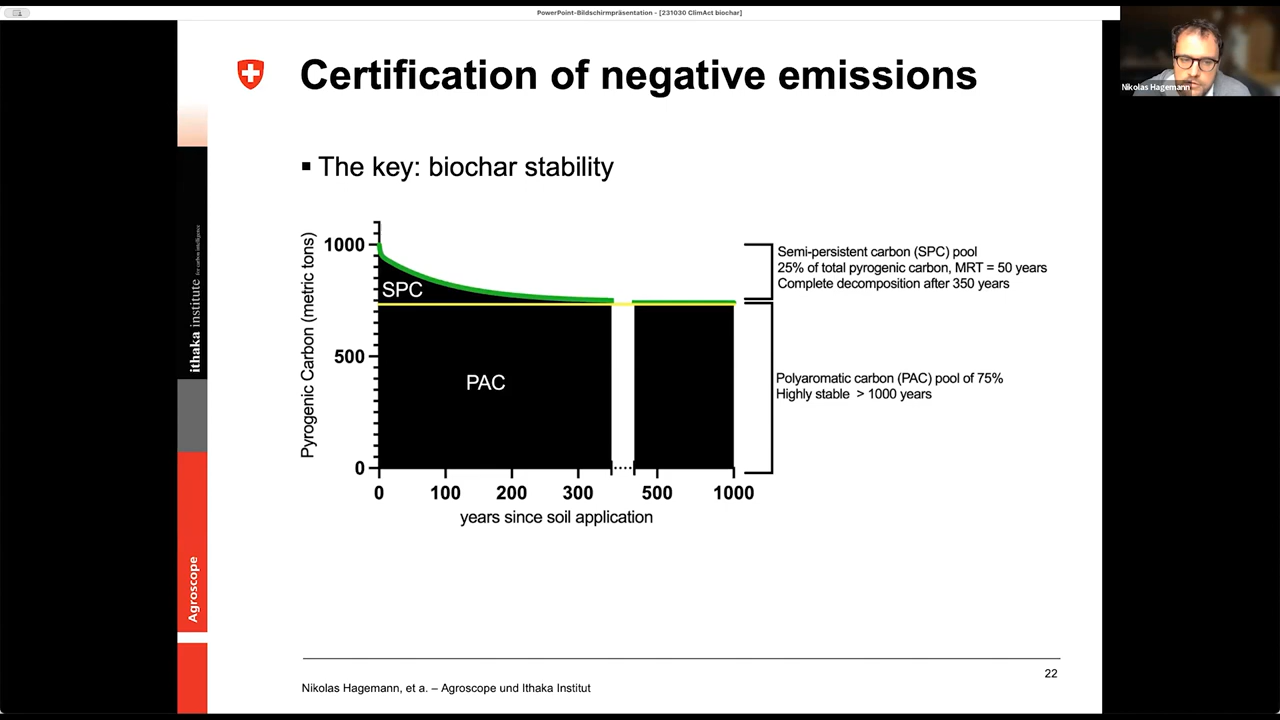 PowerPoint-Bildschirmpräsentation - [231030 ClimAct biochar]
Nikolas Hagemann
Certification of negative emissions
▪ The key: biochar stability
Pyrogenic Carbon (metric tons)
1000
500
0
SPC
PAC
0 100 200 300 500 1000
years since soil application
Semi-persistent carbon (SPC) pool
25% of total pyrogenic carbon, MRT = 50 years
Complete decomposition after 350 years
Polyaromatic carbon (PAC) pool of 75%
Highly stable > 1000 years
ithaka institute
for carbon intelligence
Agroscope
22
Nikolas Hagemann, et a. – Agroscope und Ithaka Institut